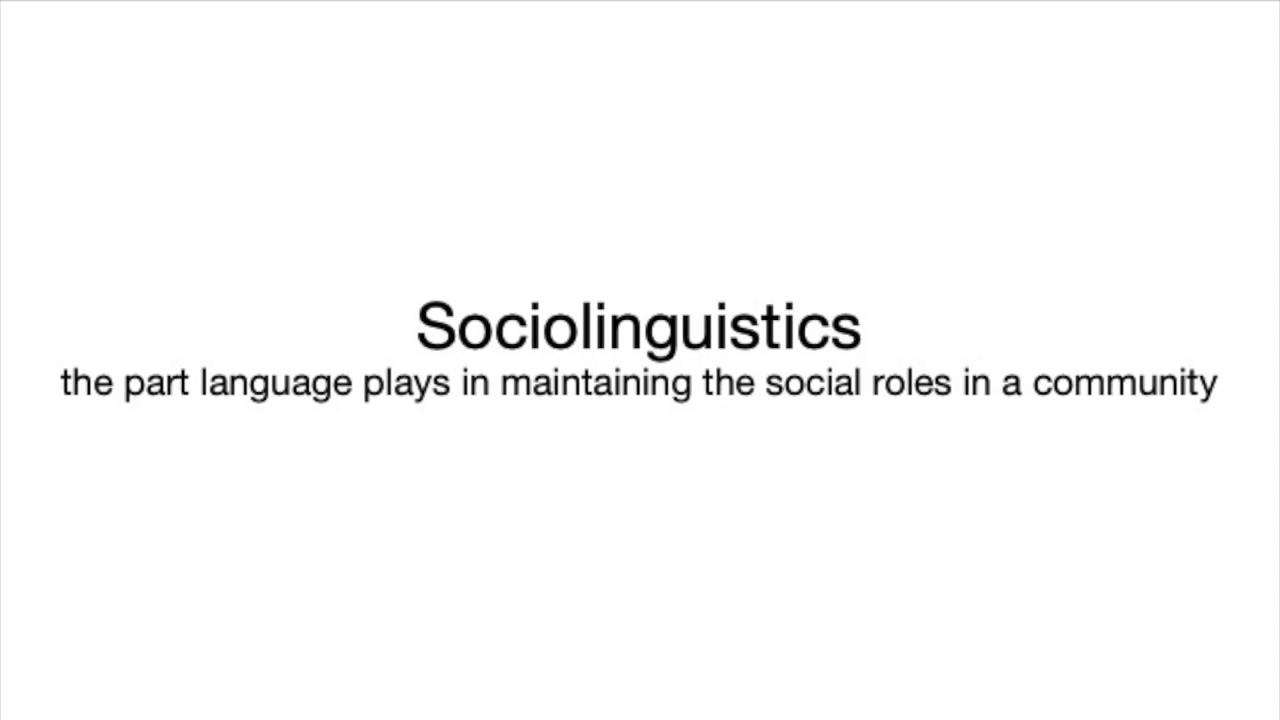 Sociolinguistics
the part language plays in maintaining the social roles in a community